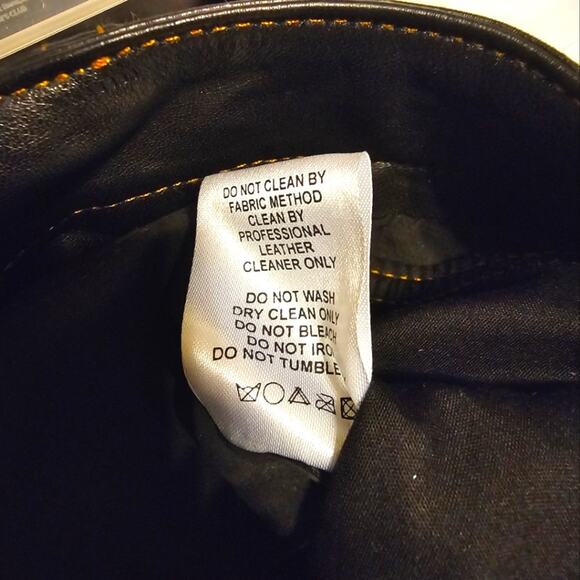 DO NOT CLEAN BY
FABRIC METHOD
CLEAN BY
PROFESSIONAL
LEATHER
CLEANER ONLY
DO NOT WASH
DRY CLEAN ONLY
DO NOT BLEACH
DO NOT IRON
DO NOT TUMBLE